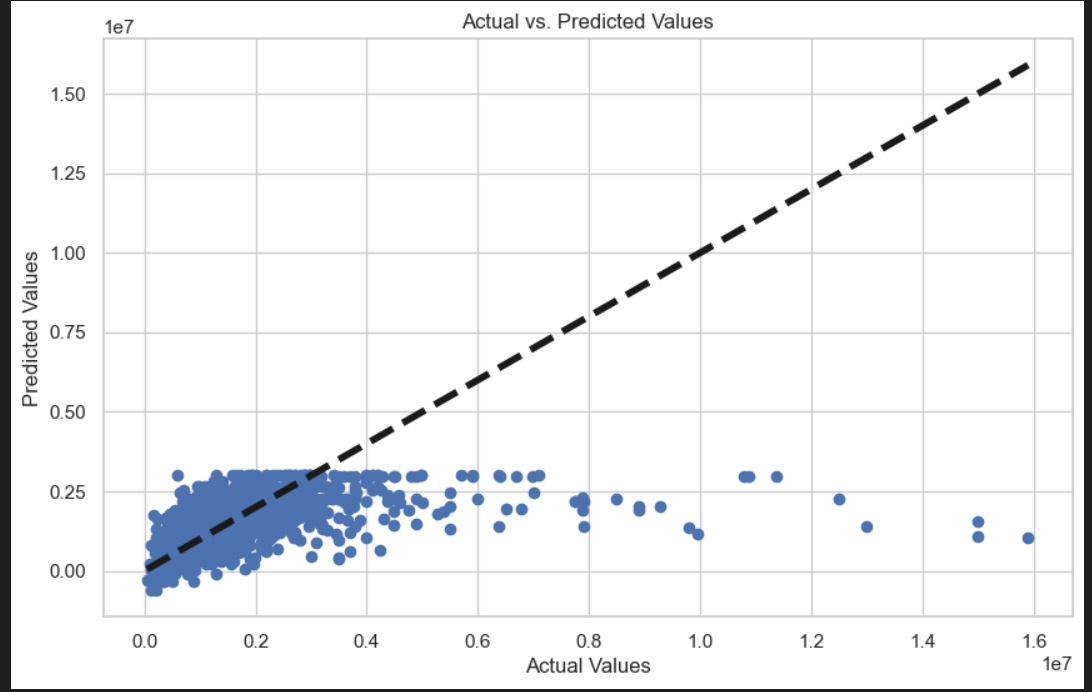 Actual vs. Predicted Values
1e7
1.50
1.25
1.00
0.75
0.50
0.25
0.00
Predicted Values
0.0 0.2 0.4 0.6 0.8 1.0 1.2 1.4 1.6
1e7
Actual Values